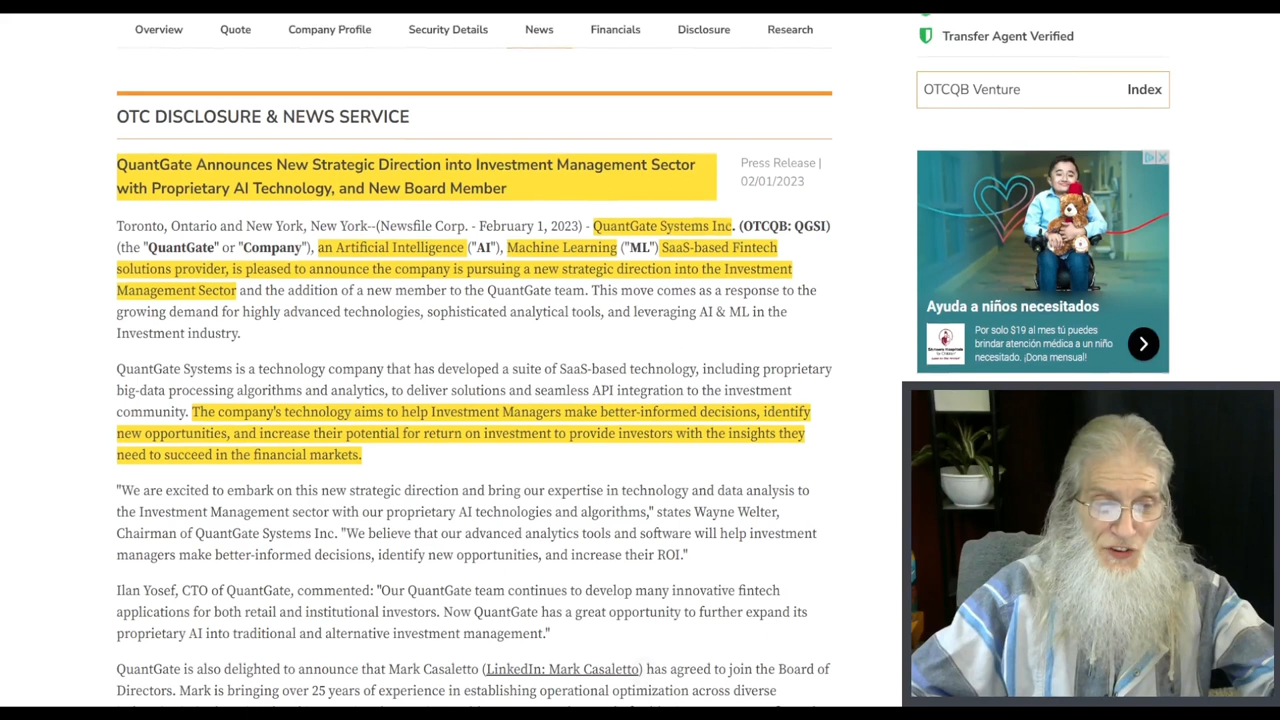 Overview Quote Company Profile Security Details News Financials Disclosure Research
OTC DISCLOSURE & NEWS SERVICE
QuantGate Announces New Strategic Direction into Investment Management Sector
with Proprietary AI Technology, and New Board Member
Press Release |
02/01/2023
Toronto, Ontario and New York, New York--(Newsfile Corp. - February 1, 2023) - QuantGate Systems Inc. (OTCQB: QGSI)
(the "QuantGate" or "Company"), an Artificial Intelligence ("AI"), Machine Learning ("ML") SaaS-based Fintech
solutions provider, is pleased to announce the company is pursuing a new strategic direction into the Investment
Management Sector and the addition of a new member to the QuantGate team. This move comes as a response to the
growing demand for highly advanced technologies, sophisticated analytical tools, and leveraging AI & ML in the
Investment industry.
QuantGate Systems is a technology company that has developed a suite of SaaS-based technology, including proprietary
big-data processing algorithms and analytics, to deliver solutions and seamless API integration to the investment
community. The company's technology aims to help Investment Managers make better-informed decisions, identify
new opportunities, and increase their potential for return on investment to provide investors with the insights they
need to succeed in the financial markets.
"We are excited to embark on this new strategic direction and bring our expertise in technology and data analysis to
the Investment Management sector with our proprietary AI technologies and algorithms," states Wayne Welter,
Chairman of QuantGate Systems Inc. "We believe that our advanced analytics tools and software will help investment
managers make better-informed decisions, identify new opportunities, and increase their ROI."
Ilan Yosef, CTO of QuantGate, commented: "Our QuantGate team continues to develop many innovative fintech
applications for both retail and institutional investors. Now QuantGate has a great opportunity to further expand its
proprietary AI into traditional and alternative investment management."
QuantGate is also delighted to announce that Mark Casaletto (LinkedIn: Mark Casaletto) has agreed to join the Board of
Directors. Mark is bringing over 25 years of experience in establishing operational optimization across diverse
Transfer Agent Verified
OTCQB Venture Index
Ayuda a niños necesitados
Por solo $19 al mes tú puedes
brindar atención médica a un niño
necesitado. ¡Dona mensual!